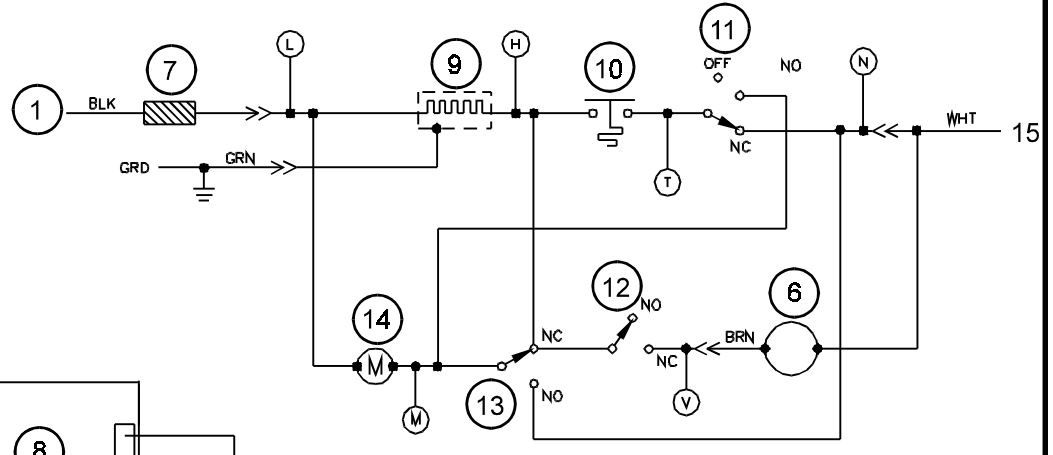 11
L
H
OFF
NO
7
9
10
N
1
BLK
WHT
15
NC
GRN
GRD
T
12
6
NO
14
NC
BRN
M
NC
13
NO
V
M
8